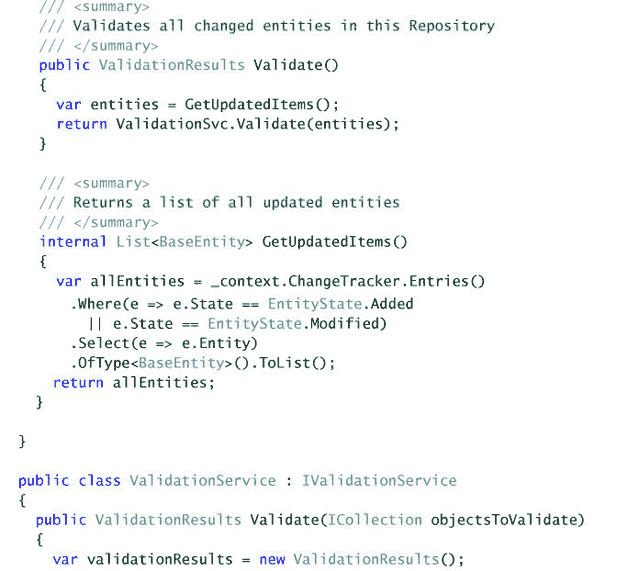 /// <summary>
/// Validates all changed entities in this Repository
/// </summary>
public ValidationResults Validate()
{
var entities = GetUpdatedItems();
return ValidationSvc.Validate(entities);
}
/// <summary>
/// Returns a list of all updated entities
/// </summary>
internal List<BaseEntity> GetUpdatedItems()
{
var allEntities = _context.ChangeTracker.Entries()
.Where(e => e.State == EntityState.Added
|| e.State == EntityState.Modified)
.Select(e => e.Entity)
.OfType<BaseEntity>().ToList();
return allEntities;
}
}
public class ValidationService : IValidationService
{
public ValidationResults Validate(ICollection objectsToValidate)
{
var validationResults = new ValidationResults();